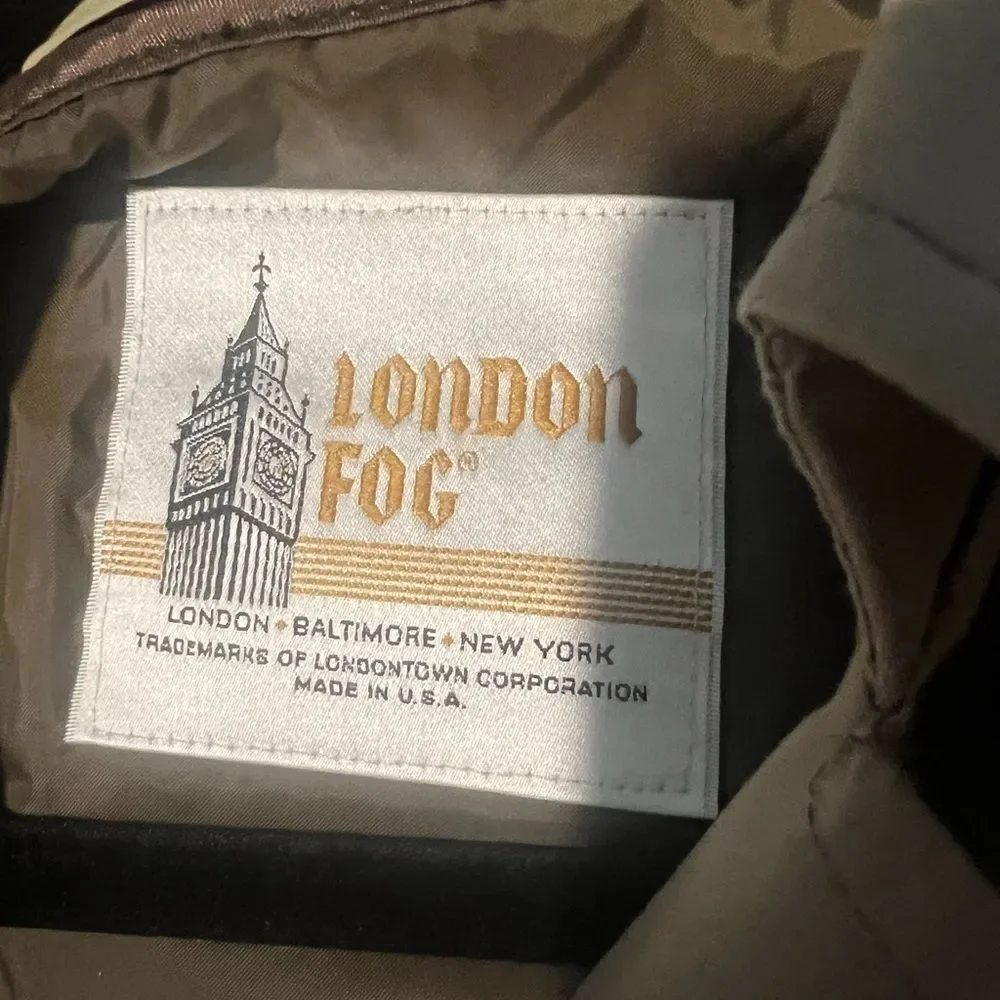 LONDON
FOG®
LONDON ✦ BALTIMORE ✦ NEW YORK
TRADEMARKS OF LONDONTOWN CORPORATION
MADE IN U.S.A.